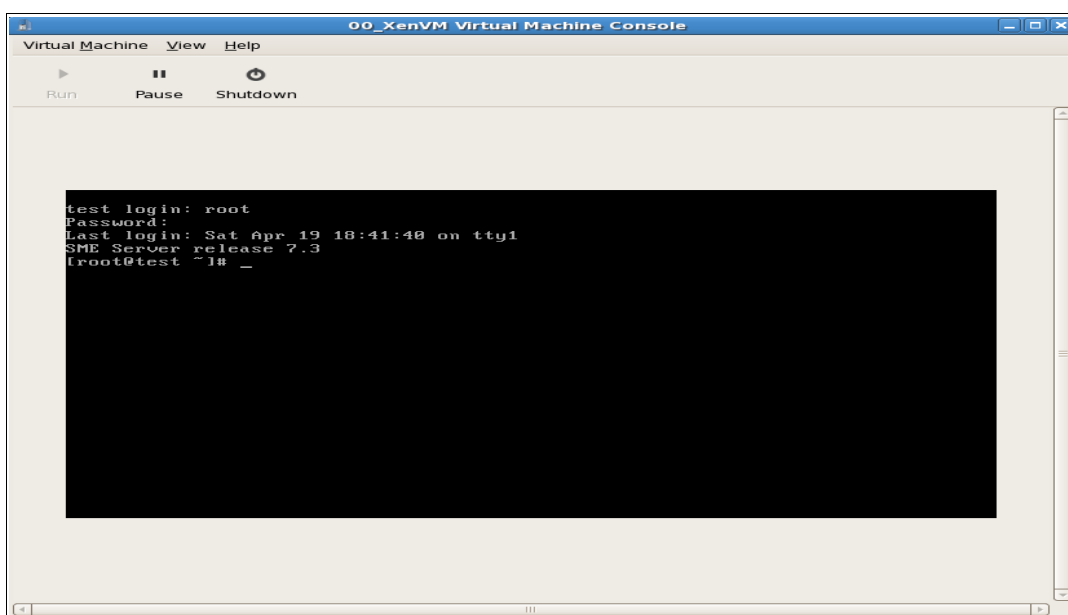 00_XenVM Virtual Machine Console
Virtual Machine View Help
Run Pause Shutdown
test login: root
Password:
Last login: Sat Apr 19 18:41:40 on tty1
SME Server release 7.3
[root@test ~]# _